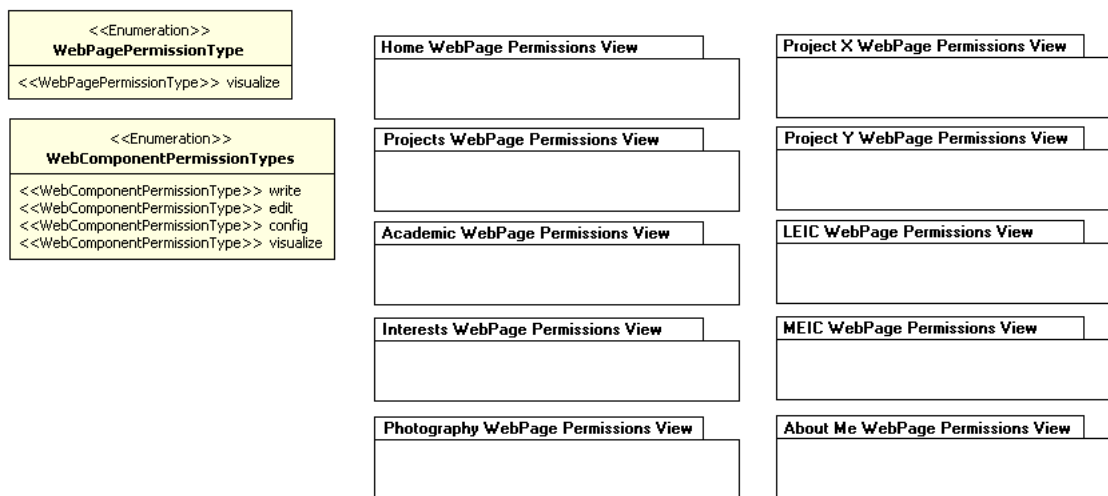 <<Enumeration>>
WebPagePermissionType
<<WebPagePermissionType>> visualize
<<Enumeration>>
WebComponentPermissionTypes
<<WebComponentPermissionType>> write
<<WebComponentPermissionType>> edit
<<WebComponentPermissionType>> config
<<WebComponentPermissionType>> visualize
Home WebPage Permissions View
Project X WebPage Permissions View
Projects WebPage Permissions View
Project Y WebPage Permissions View
Academic WebPage Permissions View
LEIC WebPage Permissions View
Interests WebPage Permissions View
MEIC WebPage Permissions View
Photography WebPage Permissions View
About Me WebPage Permissions View